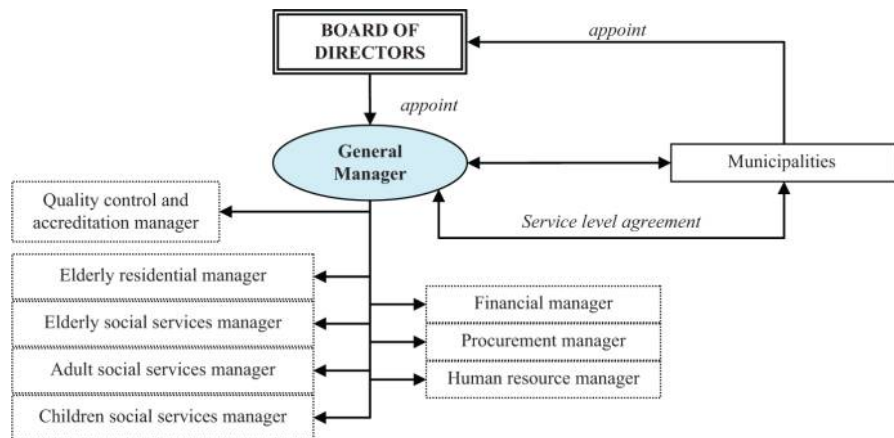 BOARD OF
DIRECTORS
appoint
appoint
General
Manager
Municipalities
Quality control and
accreditation manager
Service level agreement
Elderly residential manager
Financial manager
Elderly social services manager
Procurement manager
Adult social services manager
Human resource manager
Children social services manager